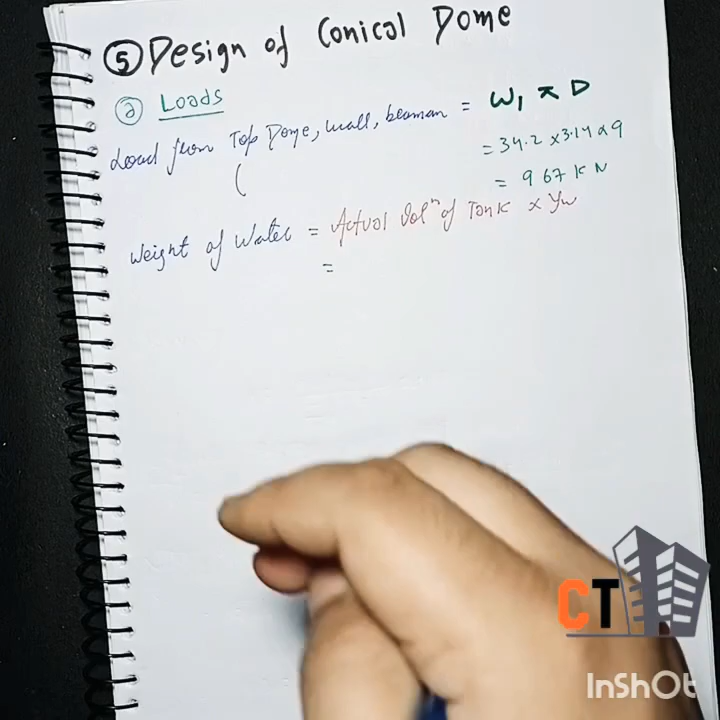 ⑤ Design of Conical Dome
ⓐ Loads
Load from Top Dome, wall, beam = W₁ π D
= 34.2 x 3.14 x 9
(
= 967 KN
Weight of Water = Actual Volⁿ of Tank x γw
=
CT
InShOt